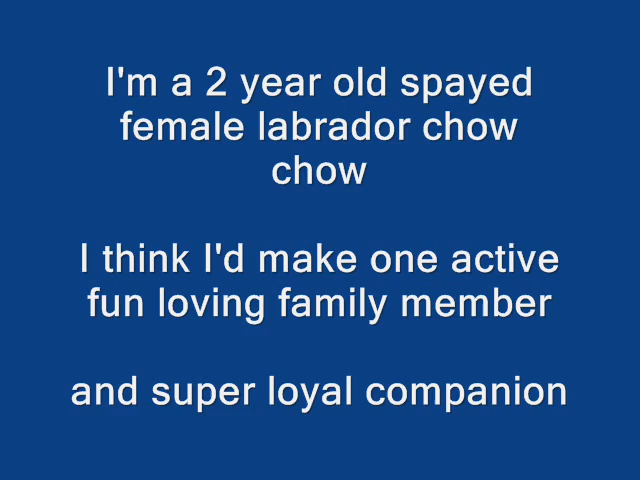 I'm a 2 year old spayed
female labrador chow
chow
I think I'd make one active
fun loving family member
and super loyal companion